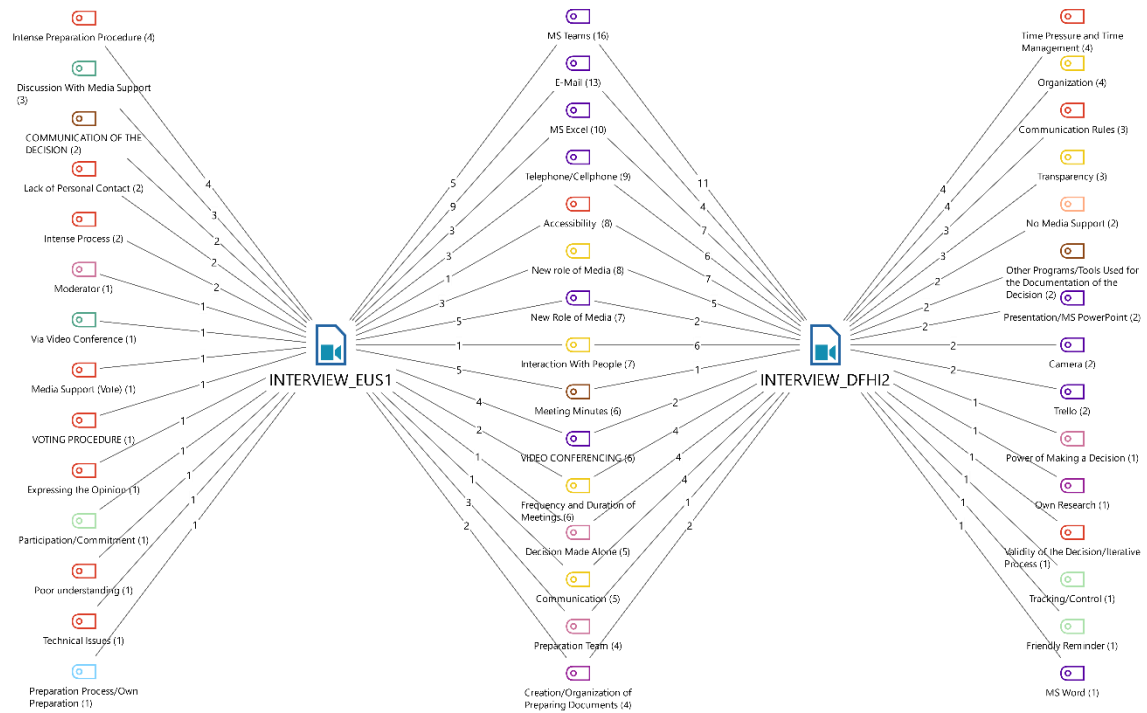 Intense Preparation Procedure (4)
Discussion With Media Support
(3)
COMMUNICATION OF THE
DECISION (2)
Lack of Personal Contact (2)
Intense Process (2)
Moderator (1)
Via Video Conference (1)
Media Support (Vote) (1)
VOTING PROCEDURE (1)
Expressing the Opinion (1)
Participation/Commitment (1)
Poor understanding (1)
Technical Issues (1)
Preparation Process/Own
Preparation (1)
4
3
2
2
2
1
1
1
1
1
1
1
1
1
INTERVIEW_EUS1
5
9
3
3
1
3
5
1
5
4
2
1
1
3
2
MS Teams (16)
E-Mail (13)
MS Excel (10)
Telephone/Cellphone (9)
Accessibility (8)
New role of Media (8)
New Role of Media (7)
Interaction With People (7)
Meeting Minutes (6)
VIDEO CONFERENCING (6)
Frequency and Duration of
Meetings (6)
Decision Made Alone (5)
Communication (5)
Preparation Team (4)
Creation/Organization of
Preparing Documents (4)
11
4
7
6
7
5
2
6
1
2
4
4
4
1
2
INTERVIEW_DFHI2
4
4
3
3
2
2
2
2
2
1
1
1
1
1
1
Time Pressure and Time
Management (4)
Organization (4)
Communication Rules (3)
Transparency (3)
No Media Support (2)
Other Programs/Tools Used for
the Documentation of the
Decision (2)
Presentation/MS PowerPoint (2)
Camera (2)
Trello (2)
Power of Making a Decision (1)
Own Research (1)
Validity of the Decision/Iterative
Process (1)
Tracking/Control (1)
Friendly Reminder (1)
MS Word (1)